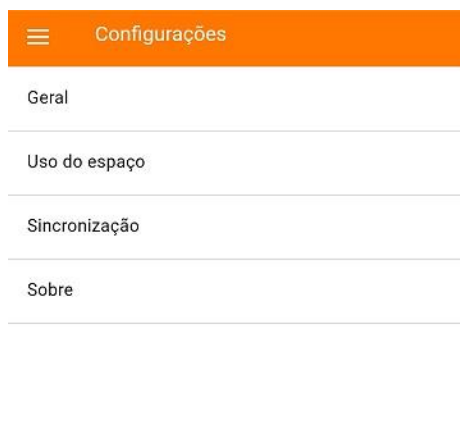 Configurações
Geral
Uso do espaço
Sincronização
Sobre